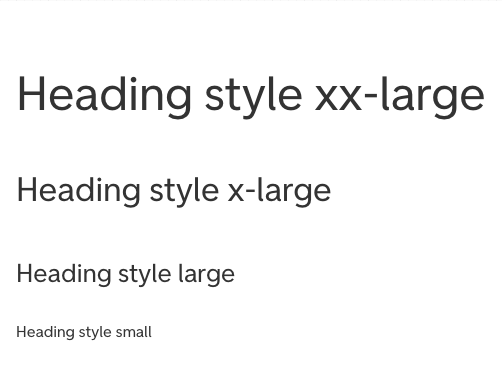 Heading style xx-large
Heading style x-large
Heading style large
Heading style small